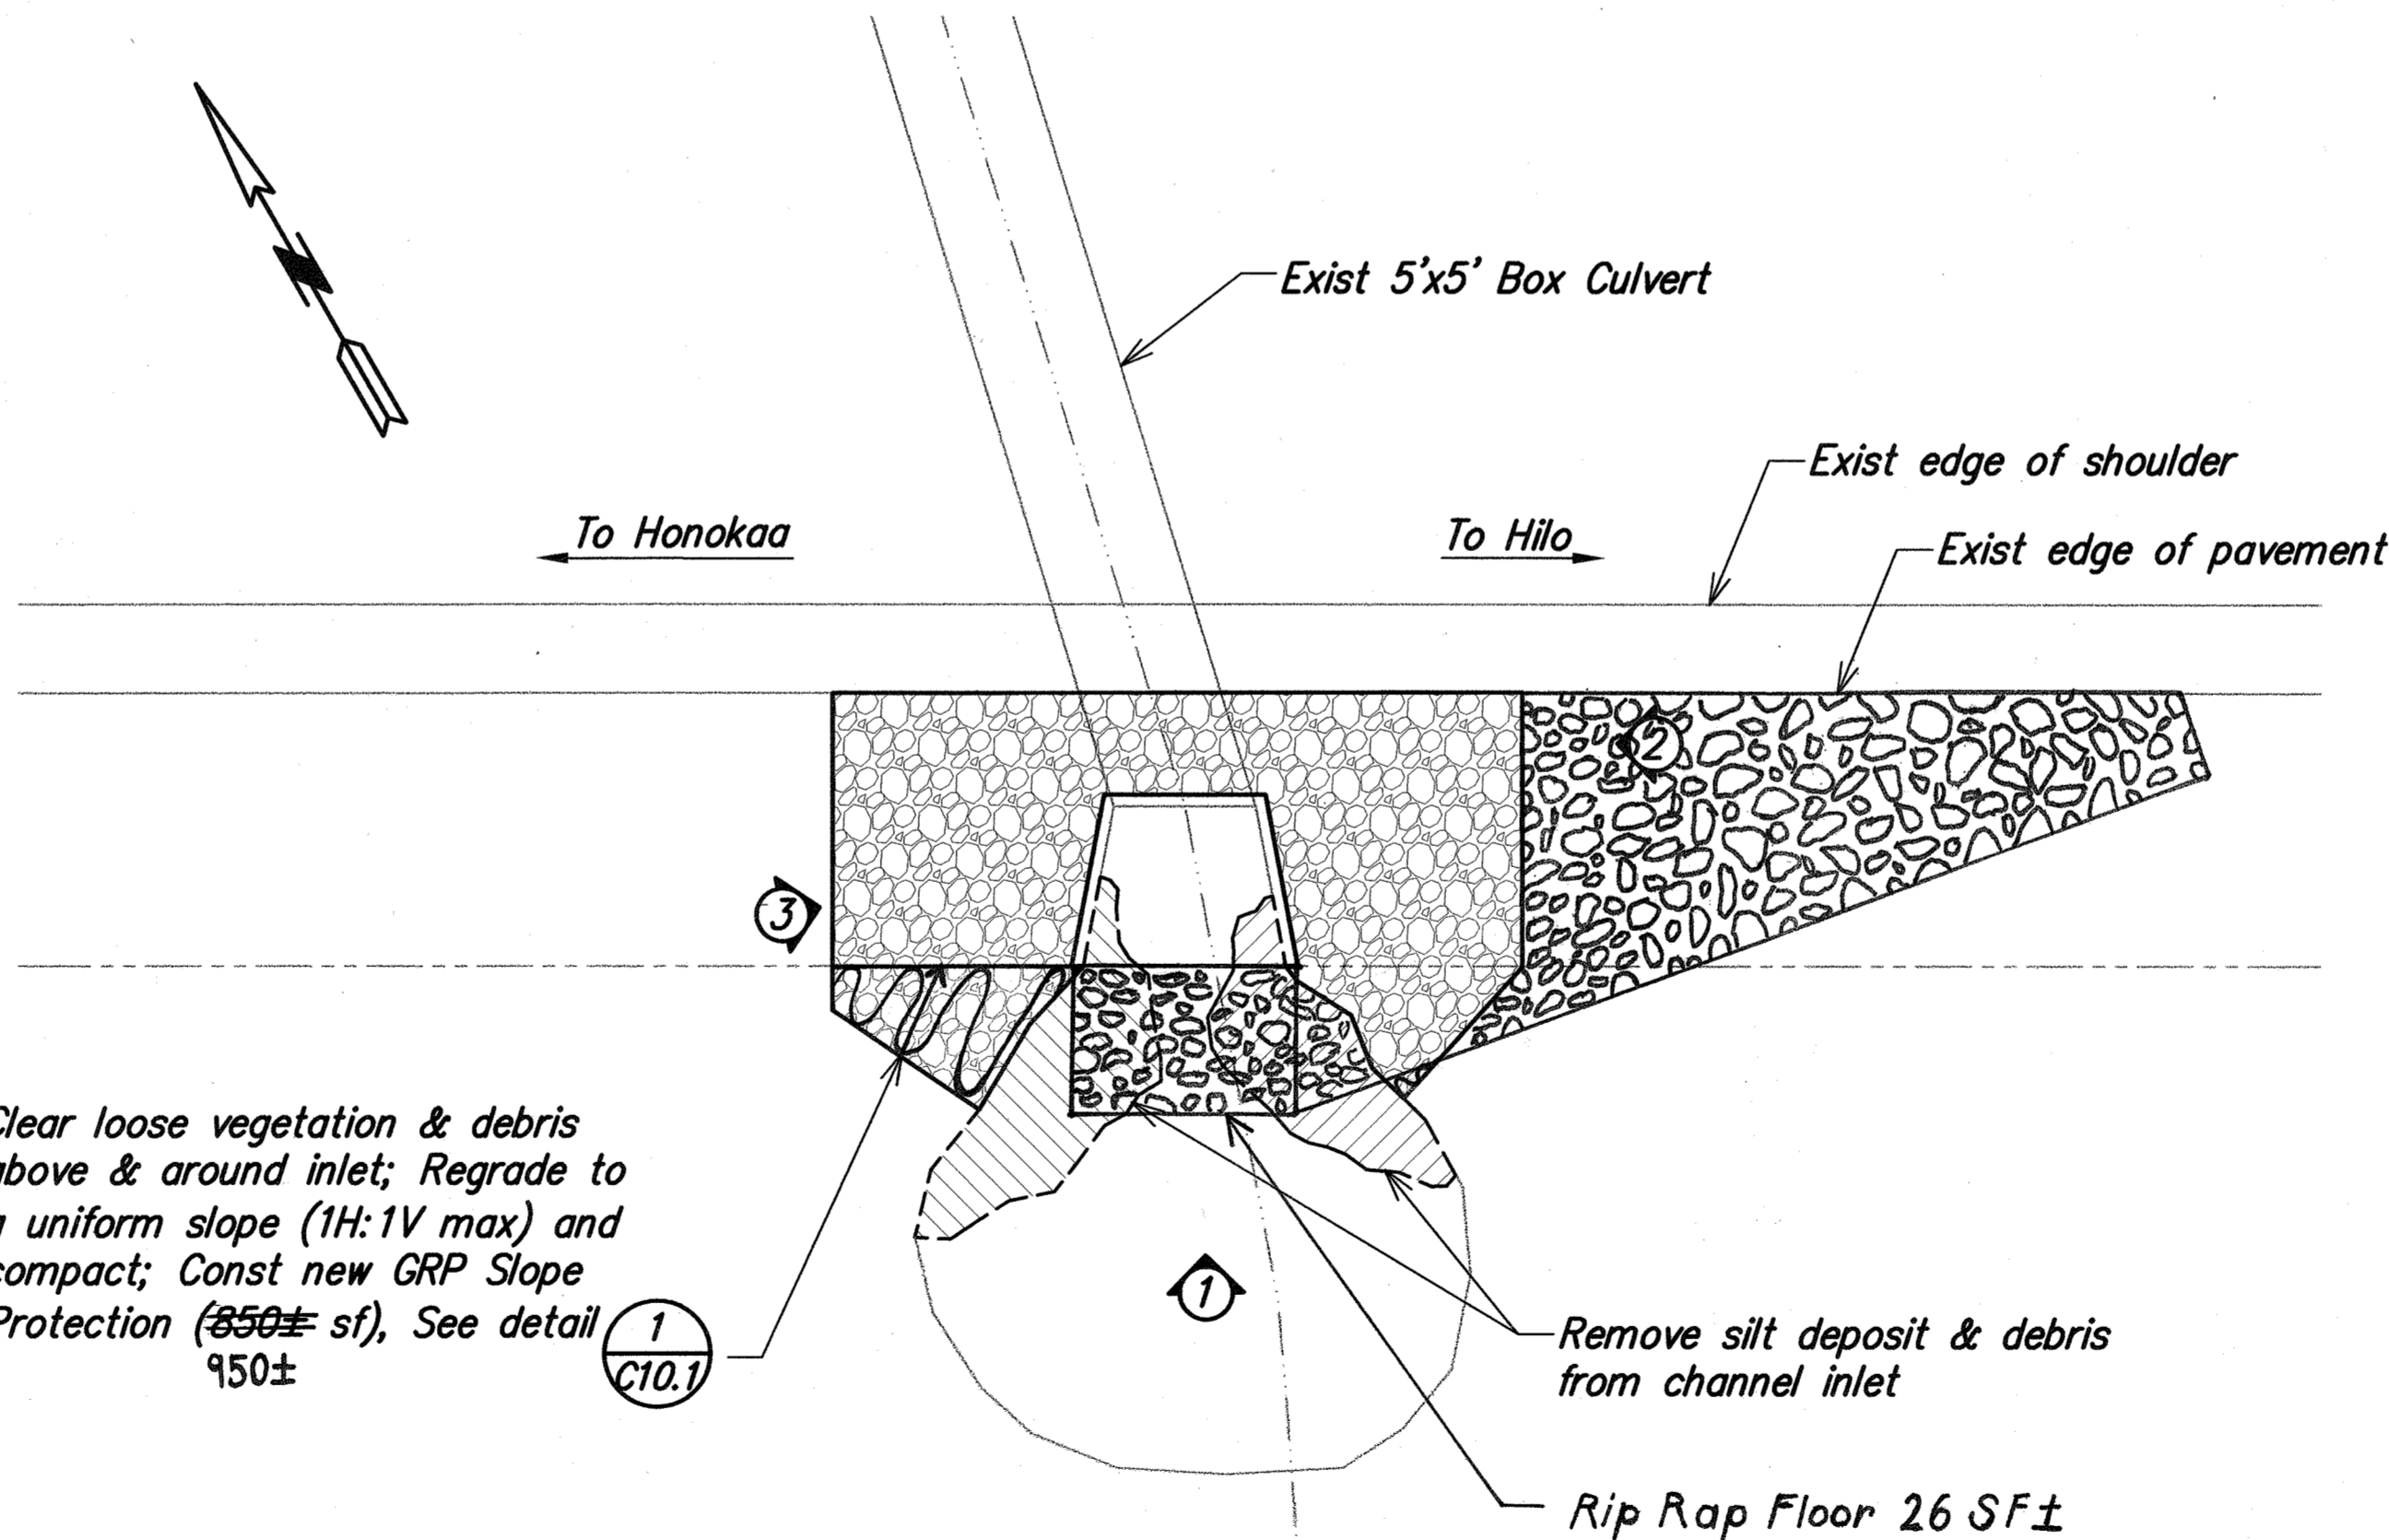 Exist 5'x5' Box Culvert
Exist edge of shoulder
To Honokaa
To Hilo
Exist edge of pavement
2
3
1
Clear loose vegetation & debris
above & around inlet; Regrade to
a uniform slope (1H:1V max) and
compact; Const new GRP Slope
Protection (850± sf), See detail
950±
1
C10.1
Remove silt deposit & debris
from channel inlet
Rip Rap Floor 26 SF±